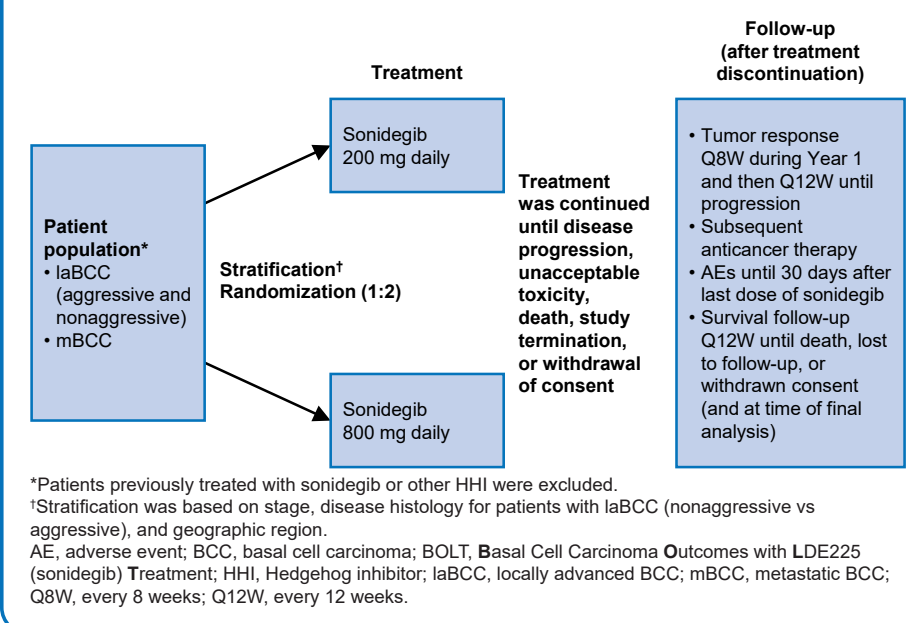 Treatment
Follow-up
(after treatment
discontinuation)
Patient
population*
• laBCC
(aggressive and
nonaggressive)
• mBCC
Stratification†
Randomization (1:2)
Sonidegib
200 mg daily
Sonidegib
800 mg daily
Treatment
was continued
until disease
progression,
unacceptable
toxicity,
death, study
termination,
or withdrawal
of consent
• Tumor response
Q8W during Year 1
and then Q12W until
progression
• Subsequent
anticancer therapy
• AEs until 30 days after
last dose of sonidegib
• Survival follow-up
Q12W until death, lost
to follow-up, or
withdrawn consent
(and at time of final
analysis)
*Patients previously treated with sonidegib or other HHI were excluded.
†Stratification was based on stage, disease histology for patients with laBCC (nonaggressive vs
aggressive), and geographic region.
AE, adverse event; BCC, basal cell carcinoma; BOLT, Basal Cell Carcinoma Outcomes with LDE225
(sonidegib) Treatment; HHI, Hedgehog inhibitor; laBCC, locally advanced BCC; mBCC, metastatic BCC;
Q8W, every 8 weeks; Q12W, every 12 weeks.